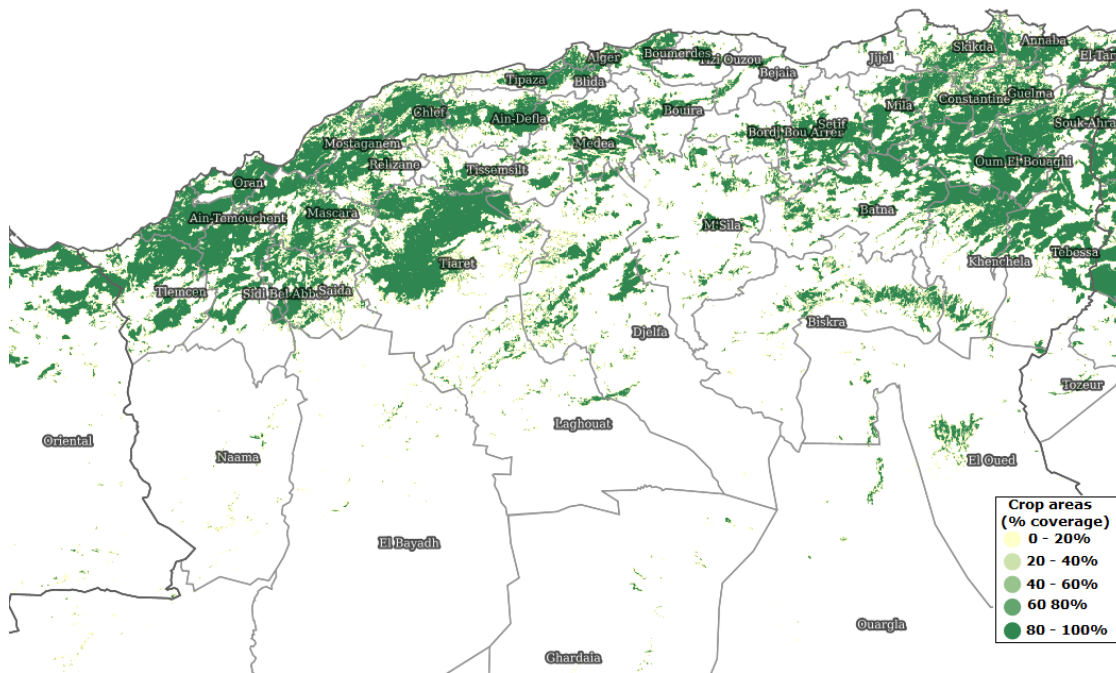 Skikda
Annaba
El-Tar
Jijel
Boumerdes
Tizi Ouzou
Alger
Bejaia
Tipaza
Blida
Guelma
Constantine
Mila
Chlef
Ain-Defla
Bouira
Setif
Bordj Bou Arrer
Souk-Ahra
Mostaganem
Medea
Relizane
Tissemsilt
Oum El Bouaghi
Oran
Mascara
Ain-Temouchent
Batna
M'Sila
Tiaret
Khenchela
Tebessa
Tlemcen
Sidi Bel Abbe
Saida
Biskra
Djelfa
Tozeur
Laghouat
Oriental
Naama
El Oued
El Bayadh
Ouargla
Ghardaia
Crop areas
(% coverage)
0 - 20%
20 - 40%
40 - 60%
60 80%
80 - 100%